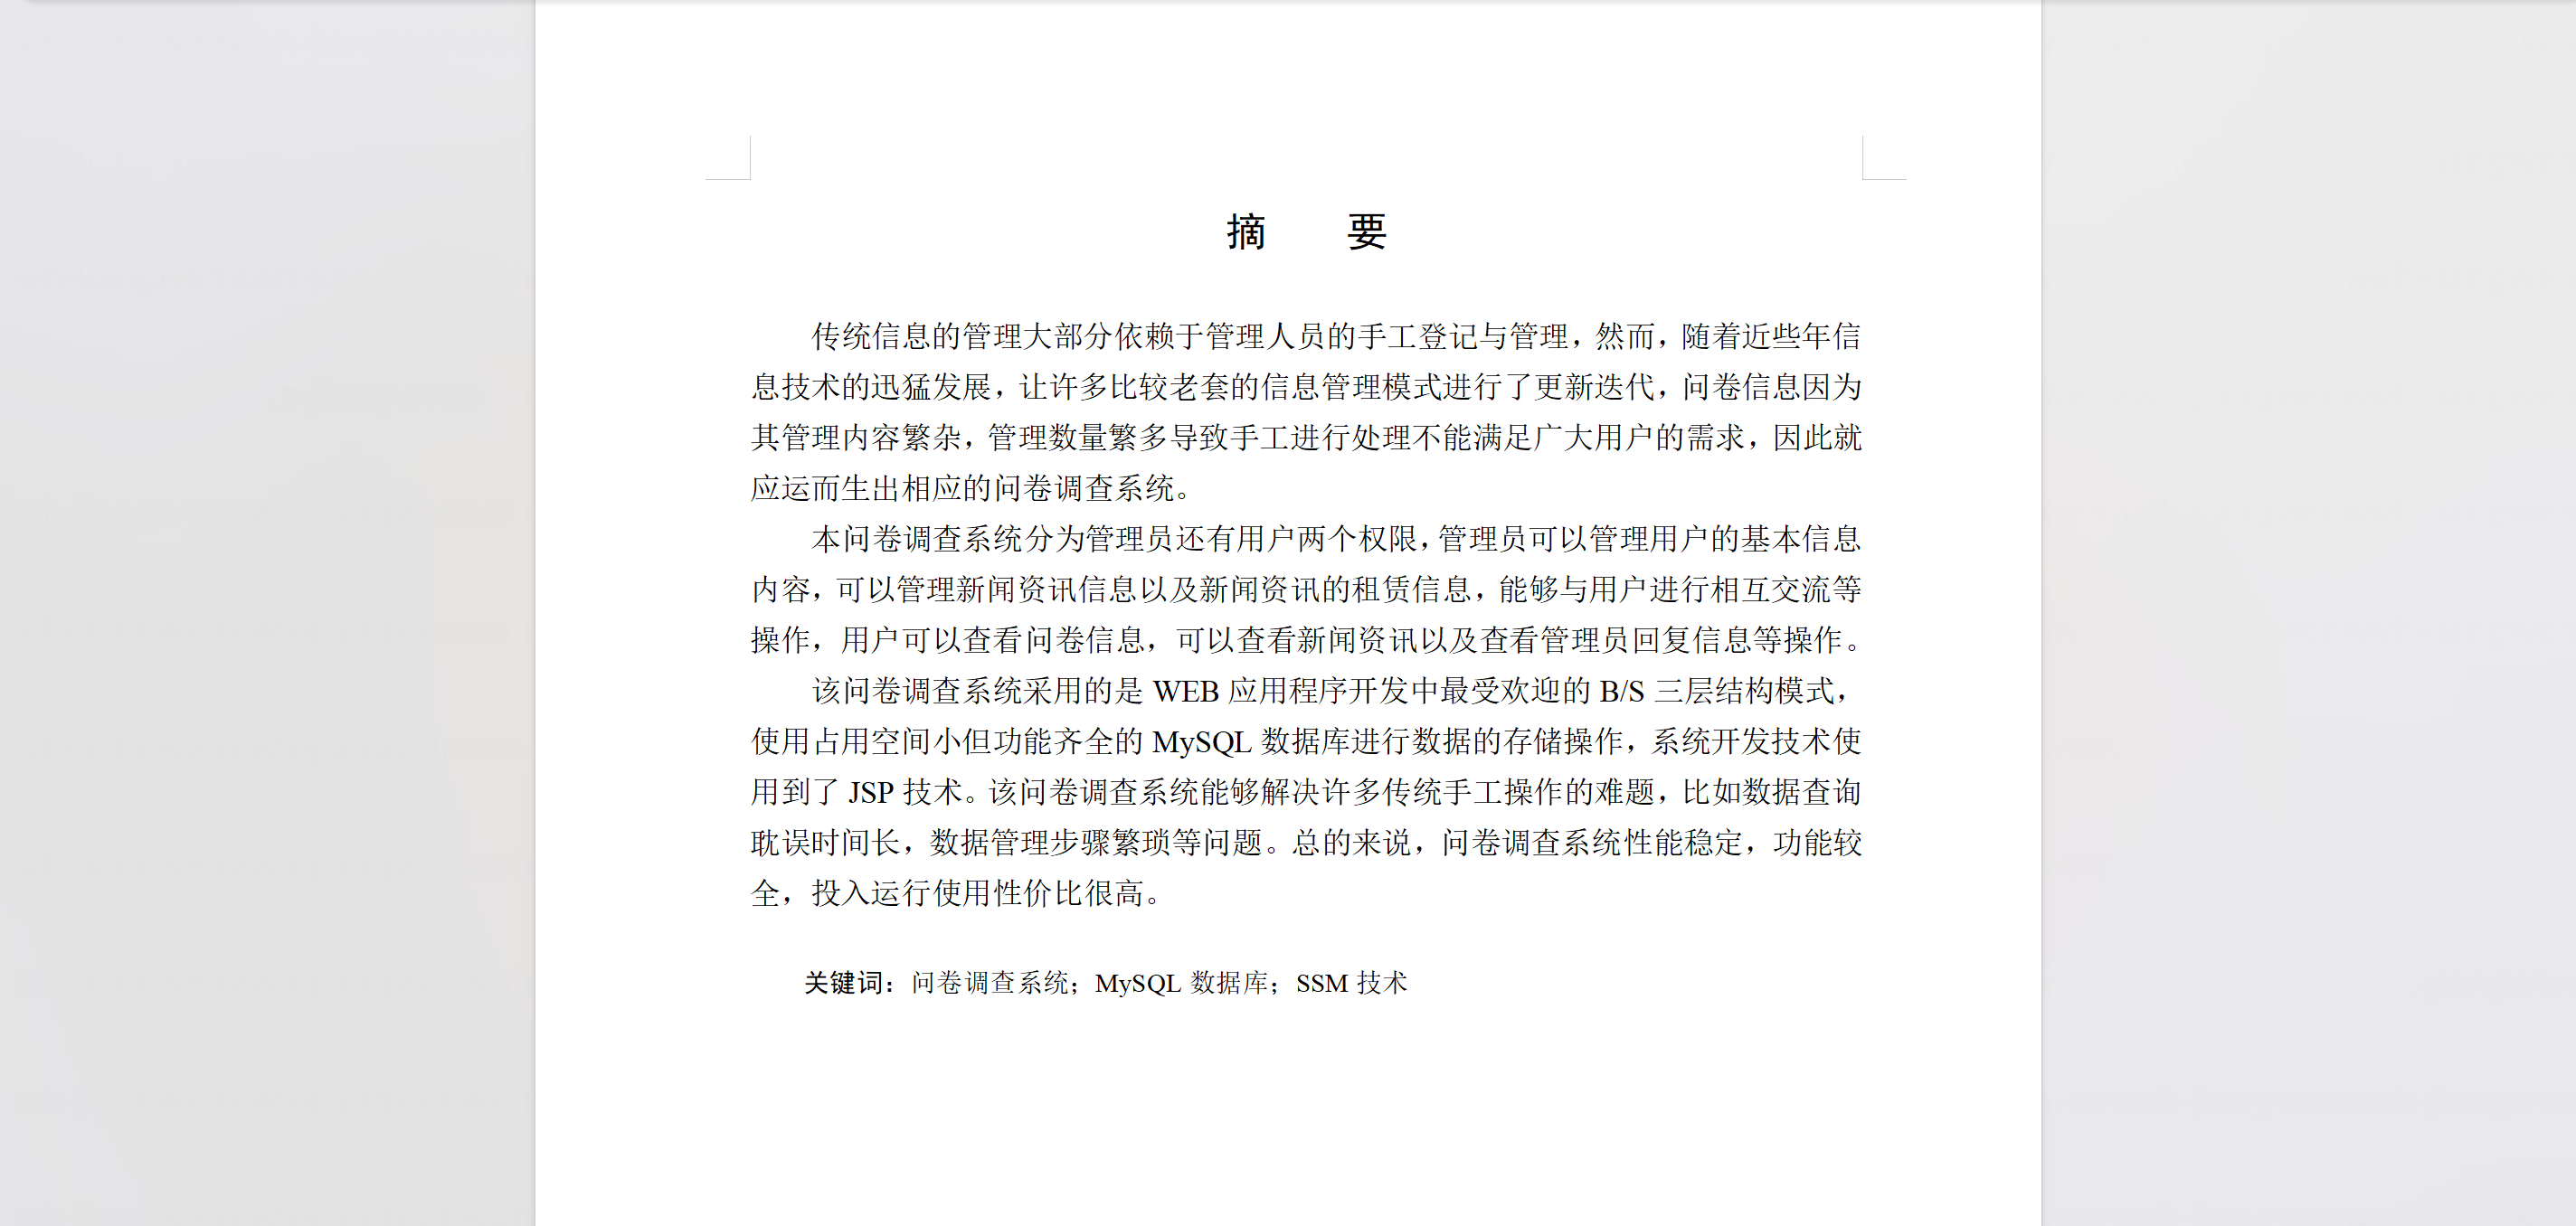 摘 要
传统信息的管理大部分依赖于管理人员的手工登记与管理，然而，随着近些年信
息技术的迅猛发展，让许多比较老套的信息管理模式进行了更新迭代，问卷信息因为
其管理内容繁杂，管理数量繁多导致手工进行处理不能满足广大用户的需求，因此就
应运而生出相应的问卷调查系统。
本问卷调查系统分为管理员还有用户两个权限，管理员可以管理用户的基本信息
内容，可以管理新闻资讯信息以及新闻资讯的租赁信息，能够与用户进行相互交流等
操作，用户可以查看问卷信息，可以查看新闻资讯以及查看管理员回复信息等操作。
该问卷调查系统采用的是 WEB 应用程序开发中最受欢迎的 B/S 三层结构模式，
使用占用空间小但功能齐全的 MySQL 数据库进行数据的存储操作，系统开发技术使
用到了 JSP 技术。该问卷调查系统能够解决许多传统手工操作的难题，比如数据查询
耽误时间长，数据管理步骤繁琐等问题。总的来说，问卷调查系统性能稳定，功能较
全，投入运行使用性价比很高。
关键词：问卷调查系统；MySQL 数据库；SSM 技术